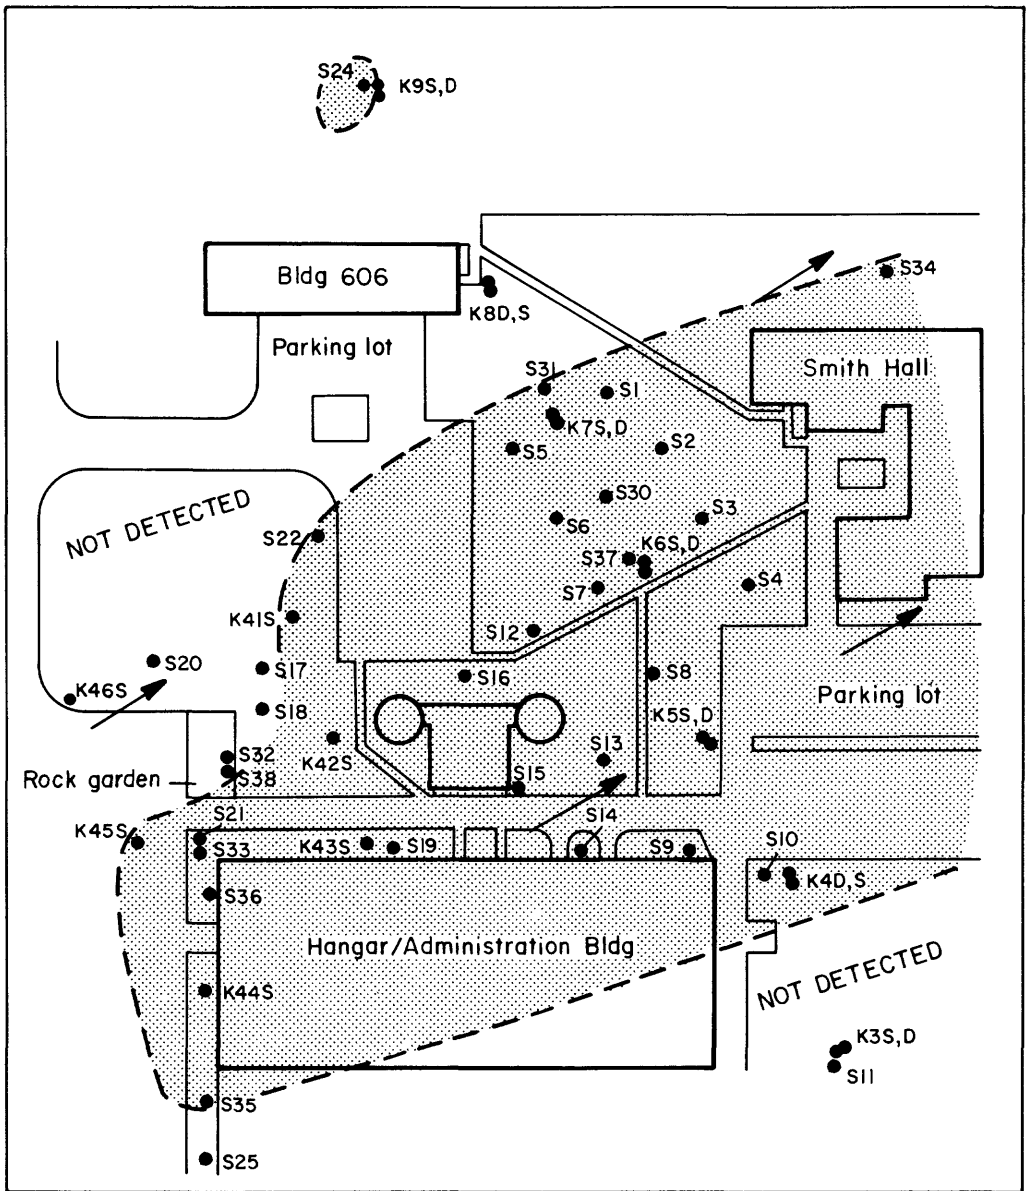 S24
K9S,D
Bldg 606
K8D,S
S34
Parking lot
Smith Hall
S31
S1
K7S,D
S5
S2
S30
S6
S3
NOT DETECTED
S22
K6S,D
S37
S7
S4
K41S
S12
S20
S17
S16
S8
K46S
S18
Parking lot
K5S,D
K42S
S13
S32
Rock garden
S38
S15
S21
S14
K45S
S33
K43S
S19
S9
S10
K4D,S
S36
Hangar/Administration Bldg
NOT DETECTED
K44S
K3S,D
S11
S35
S25